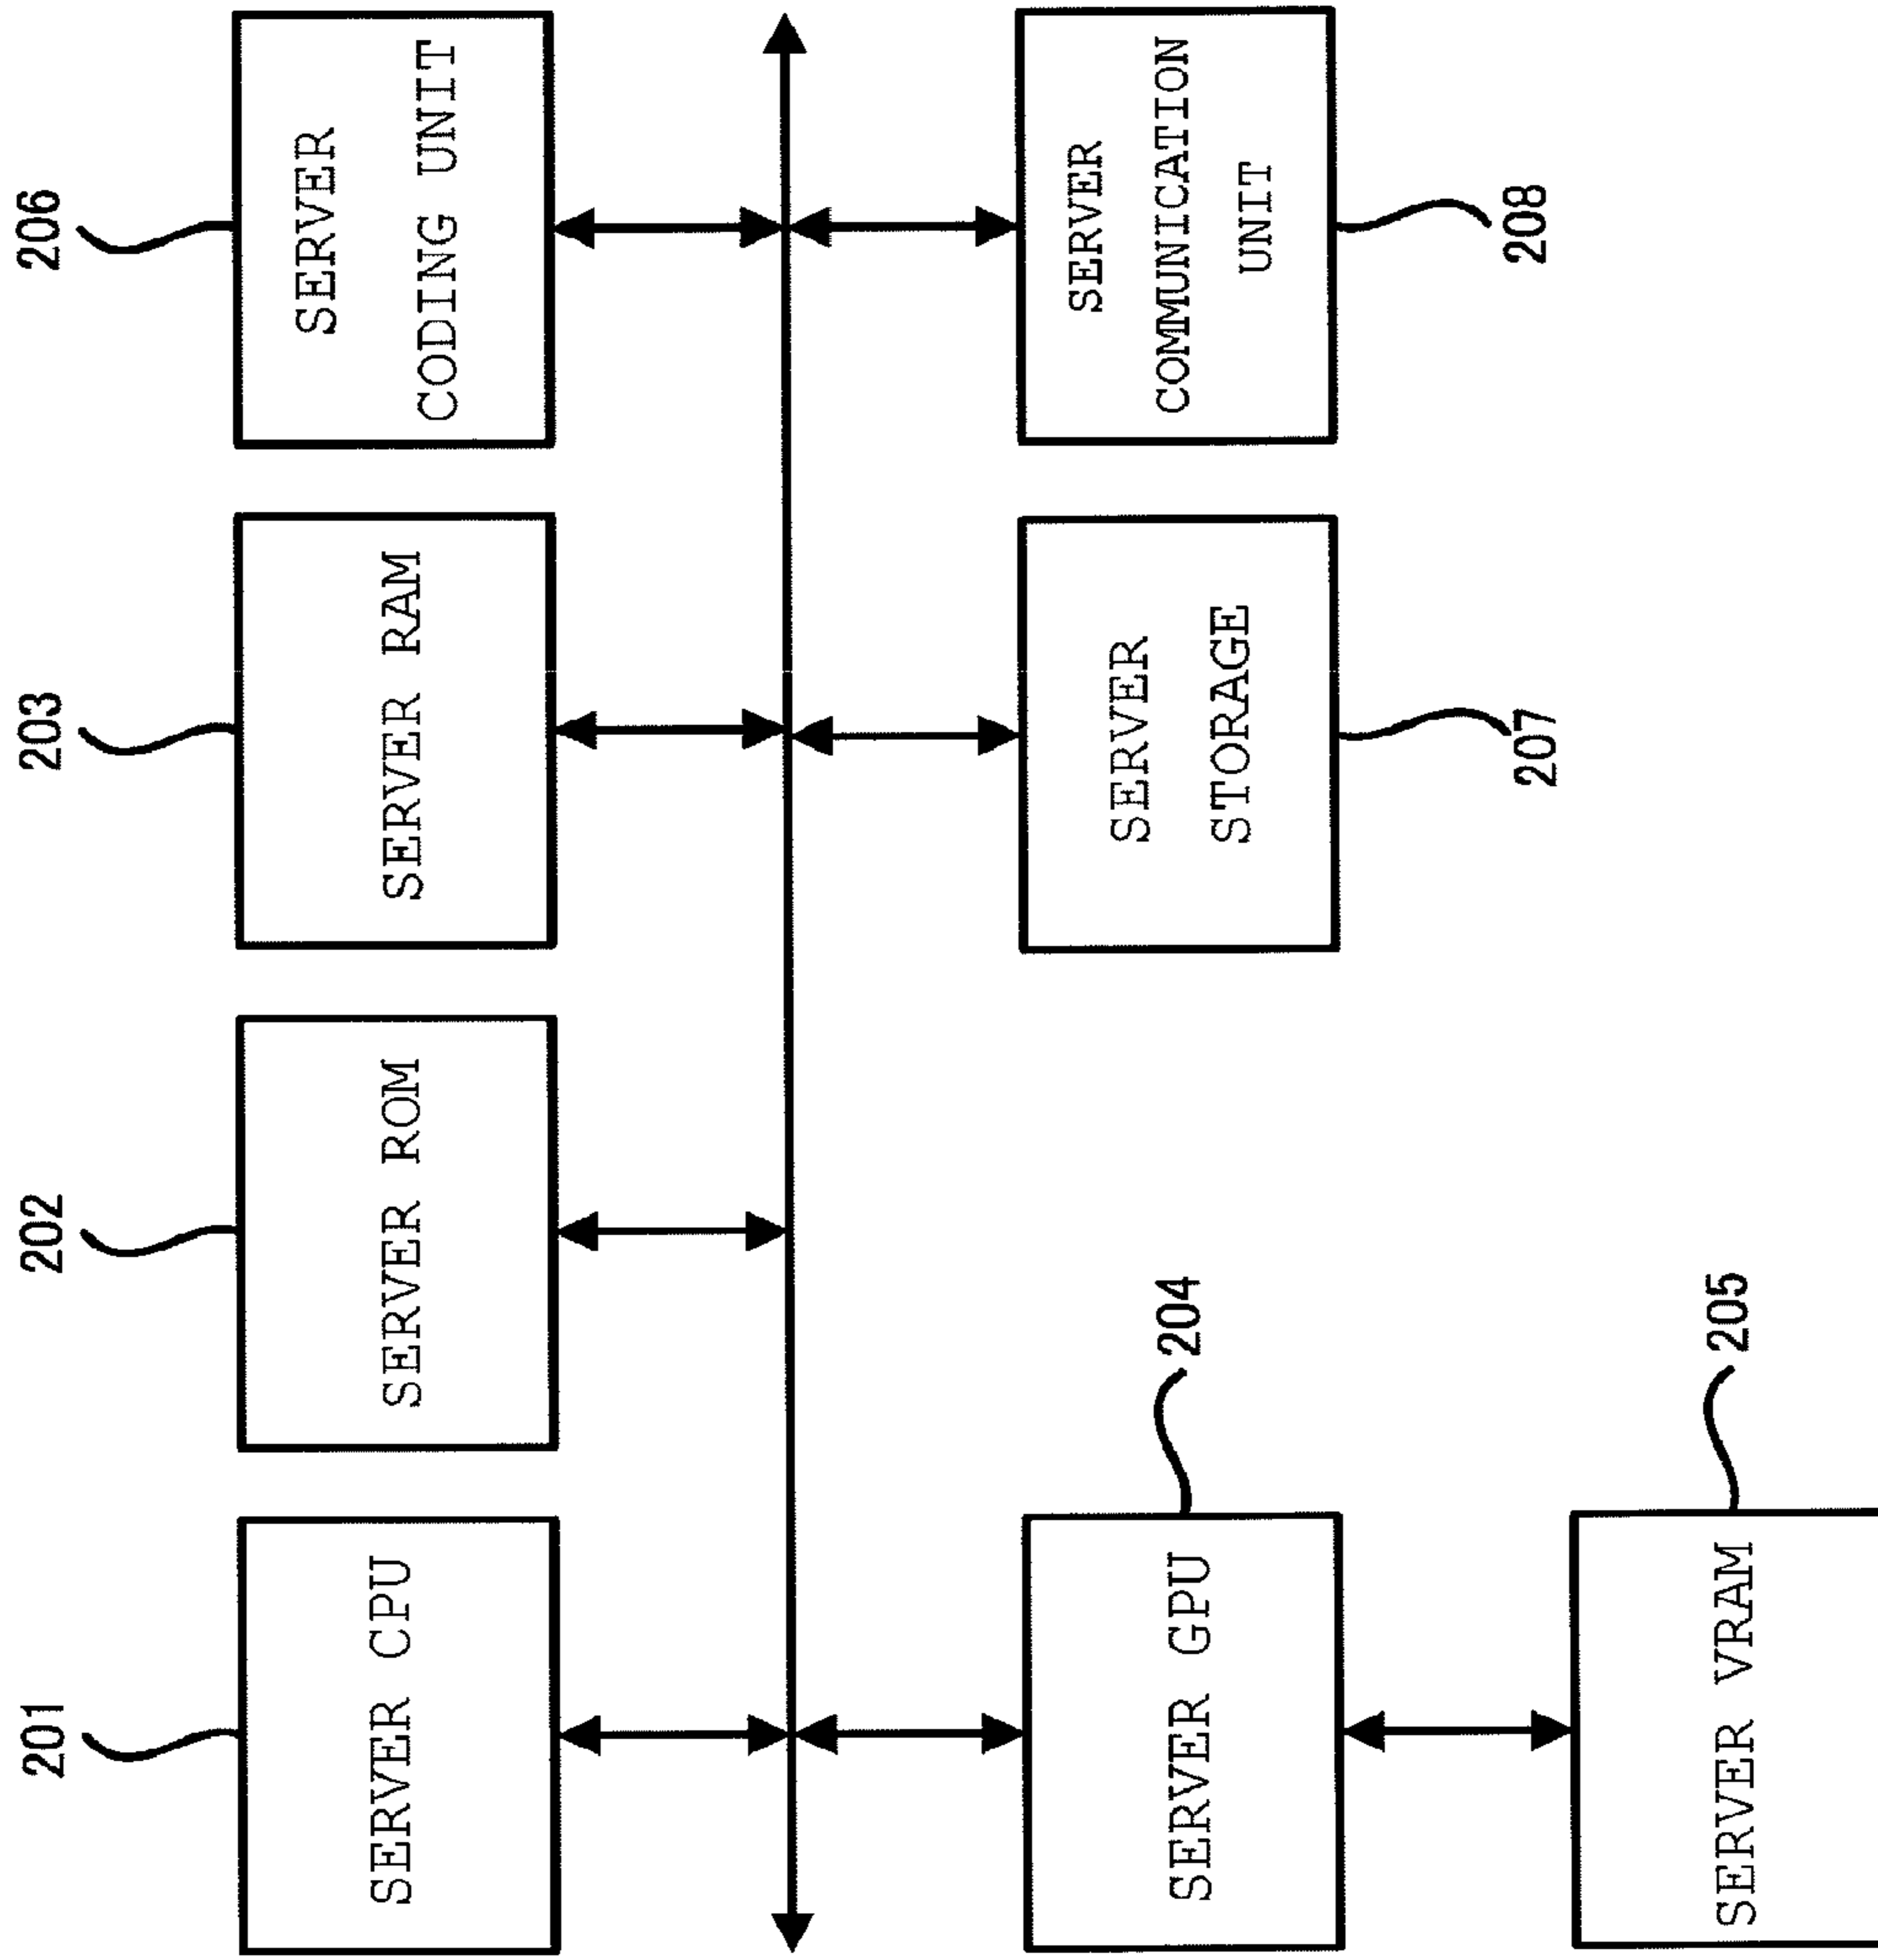 201
SERVER CPU
202
SERVER ROM
203
SERVER RAM
206
SERVER
CODING UNIT
SERVER GPU
204
SERVER
STORAGE
207
SERVER
COMMUNICATION
UNIT
208
SERVER VRAM
205